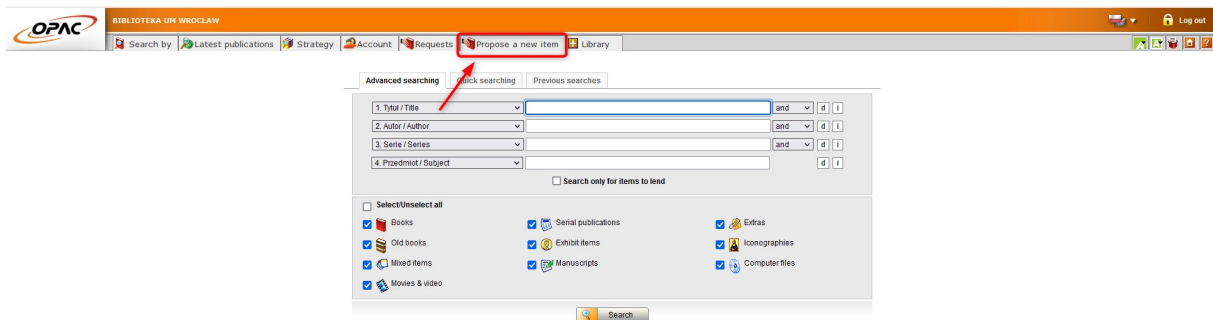 OPAC
BIBLIOTEKA UM WROCŁAW
Log out
Search by Latest publications Strategy Account Requests Propose a new item Library
Advanced searching Quick searching Previous searches
1. Tytuł / Title and d i
2. Autor / Author and d i
3. Serie / Series and d i
4. Przedmiot / Subject d i
Search only for items to lend
Select/Unselect all
Books Serial publications Extras
Old books Exhibit items Iconographies
Mixed items Manuscripts Computer files
Movies & video
Search